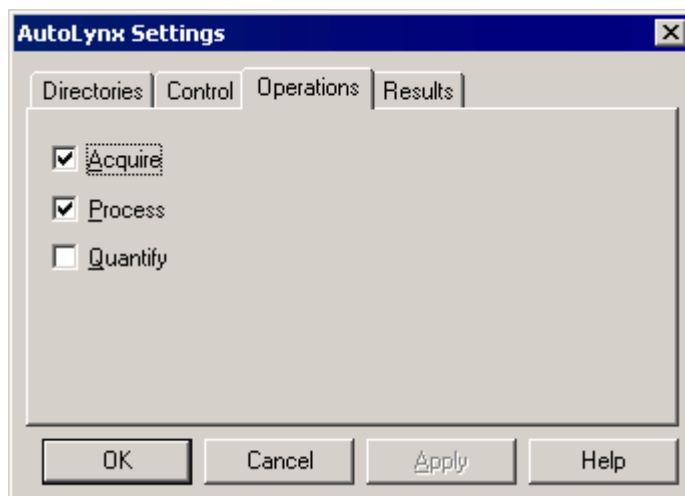 AutoLynx Settings
Directories Control Operations Results
Acquire
Process
Quantify
OK Cancel Apply Help